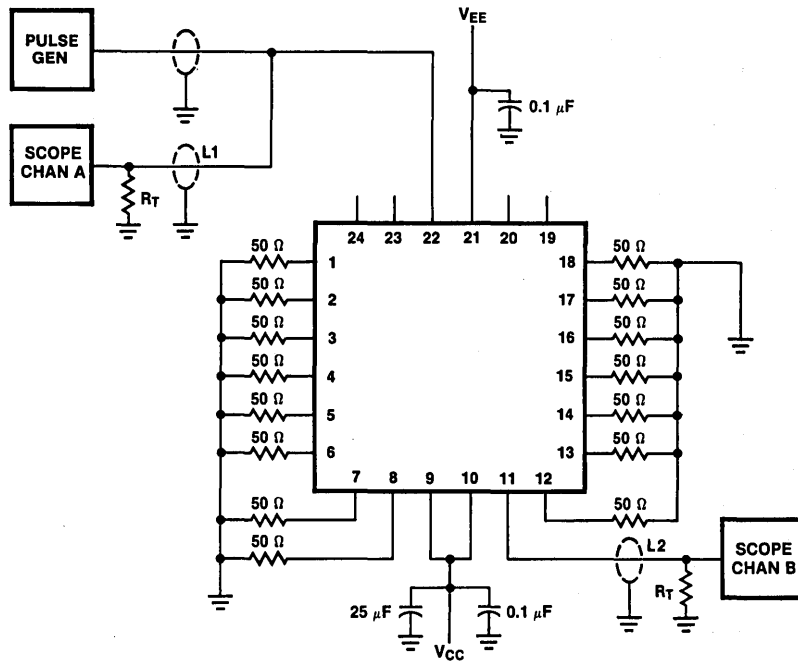 PULSE
GEN
VEE
0.1 μF
SCOPE
CHAN A
L1
RT
24 23 22 21 20 19
50 Ω 1 18 50 Ω
50 Ω 2 17 50 Ω
50 Ω 3 16 50 Ω
50 Ω 4 15 50 Ω
50 Ω 5 14 50 Ω
50 Ω 6 13 50 Ω
7 8 9 10 11 12
50 Ω 50 Ω
50 Ω
L2
SCOPE
CHAN B
RT
25 μF 0.1 μF
VCC